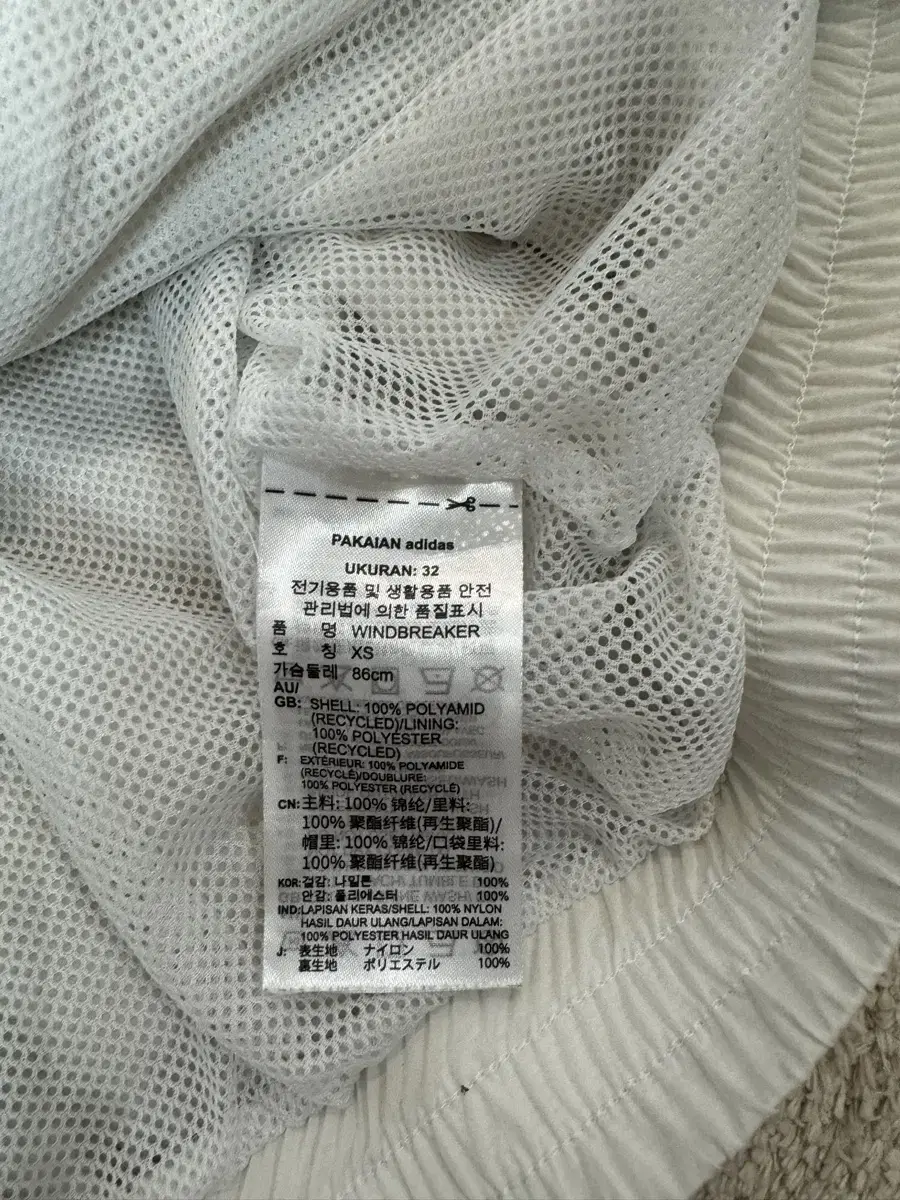 PAKAIAN adidas
UKURAN: 32
전기용품 및 생활용품 안전
관리법에 의한 품질표시
품 명 WINDBREAKER
호 칭 XS
가슴둘레 86cm
AU/
GB: SHELL: 100% POLYAMID
(RECYCLED)/LINING:
100% POLYESTER
(RECYCLED)
F: EXTÉRIEUR: 100% POLYAMIDE
(RECYCLÉ)/DOUBLURE:
100% POLYESTER (RECYCLÉ)
CN: 主料: 100% 锦纶/里料:
100% 聚酯纤维(再生聚酯)/
帽里: 100% 锦纶/口袋里料:
100% 聚酯纤维(再生聚酯)
KOR: 겉감: 나일론 100%
안감: 폴리에스터 100%
IND: LAPISAN KERAS/SHELL: 100% NYLON
HASIL DAUR ULANG/LAPISAN DALAM:
100% POLYESTER HASIL DAUR ULANG
J: 表生地 ナイロン 100%
裏生地 ポリエステル 100%